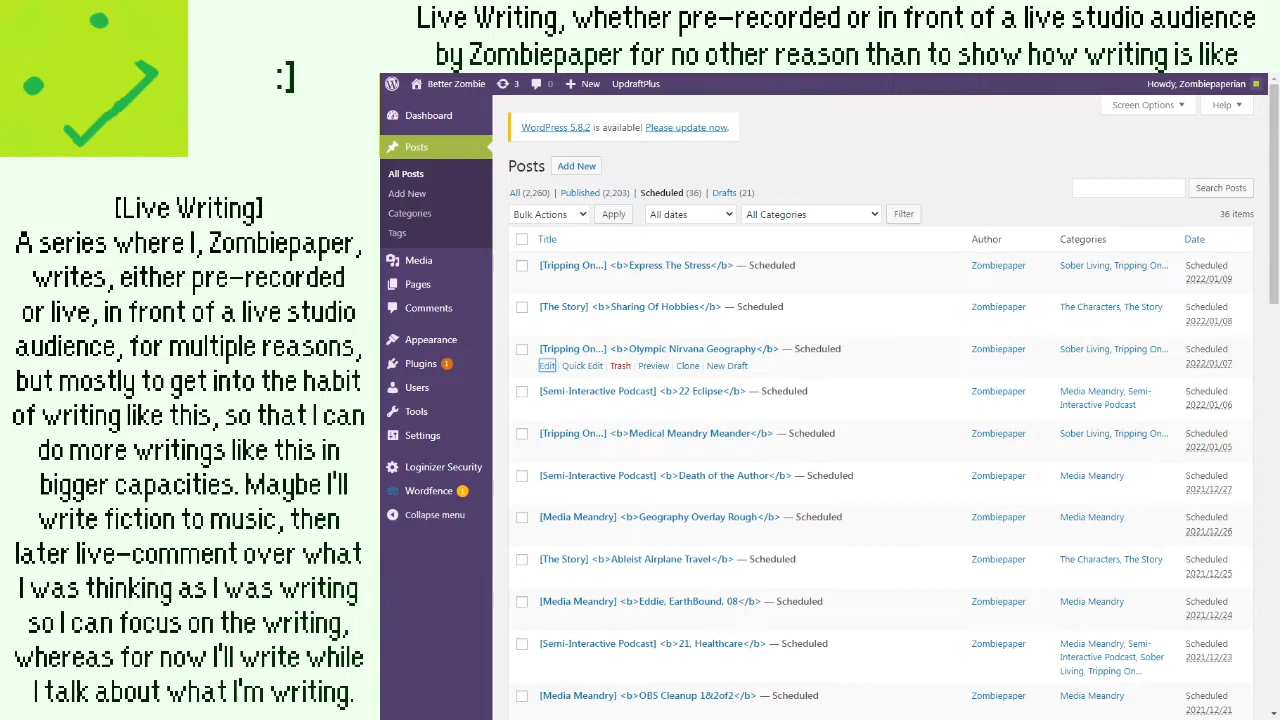 Live Writing, whether pre-recorded or in front of a live studio audience
by Zombiepaper for no other reason than to show how writing is like
:]
[Live Writing]
A series where I, Zombiepaper,
writes, either pre-recorded
or live, in front of a live studio
audience, for multiple reasons,
but mostly to get into the habit
of writing like this, so that I can
do more writings like this in
bigger capacities. Maybe I'll
write fiction to music, then
later live-comment over what
I was thinking as I was writing
so I can focus on the writing,
whereas for now I'll write while
I talk about what I'm writing.
Better Zombie 3 0 New UpdraftPlus Howdy, Zombiepaperian
Dashboard
Posts
All Posts
Add New
Categories
Tags
Media
Pages
Comments
Appearance
Plugins 1
Users
Tools
Settings
Loginizer Security
Wordfence 1
Collapse menu
Screen Options Help
WordPress 5.8.2 is available! Please update now.
Posts Add New
All (2,260) | Published (2,203) | Scheduled (36) | Drafts (21)
Search Posts
Bulk Actions Apply All dates All Categories Filter 36 items
Title Author Categories Date
[Tripping On...] <b>Express The Stress</b> — Scheduled Zombiepaper Sober Living, Tripping On... Scheduled
2022/01/09
[The Story] <b>Sharing Of Hobbies</b> — Scheduled Zombiepaper The Characters, The Story Scheduled
2022/01/08
[Tripping On...] <b>Olympic Nirvana Geography</b> — Scheduled Zombiepaper Sober Living, Tripping On... Scheduled
Edit Quick Edit | Trash | Preview | Clone | New Draft 2022/01/07
[Semi-Interactive Podcast] <b>22 Eclipse</b> — Scheduled Zombiepaper Media Meandry, Semi- Scheduled
Interactive Podcast 2022/01/06
[Tripping On...] <b>Medical Meandry Meander</b> — Scheduled Zombiepaper Sober Living, Tripping On... Scheduled
2022/01/05
[Semi-Interactive Podcast] <b>Death of the Author</b> — Scheduled Zombiepaper Media Meandry Scheduled
2021/12/27
[Media Meandry] <b>Geography Overlay Rough</b> — Scheduled Zombiepaper Media Meandry Scheduled
2021/12/26
[The Story] <b>Ableist Airplane Travel</b> — Scheduled Zombiepaper The Characters, The Story Scheduled
2021/12/25
[Media Meandry] <b>Eddie, EarthBound, 08</b> — Scheduled Zombiepaper Media Meandry Scheduled
2021/12/24
[Semi-Interactive Podcast] <b>21, Healthcare</b> — Scheduled Zombiepaper Media Meandry, Semi- Scheduled
Interactive Podcast, Sober 2021/12/23
Living, Tripping On...
[Media Meandry] <b>OBS Cleanup 1&2of2</b> — Scheduled Zombiepaper Media Meandry Scheduled
2021/12/21